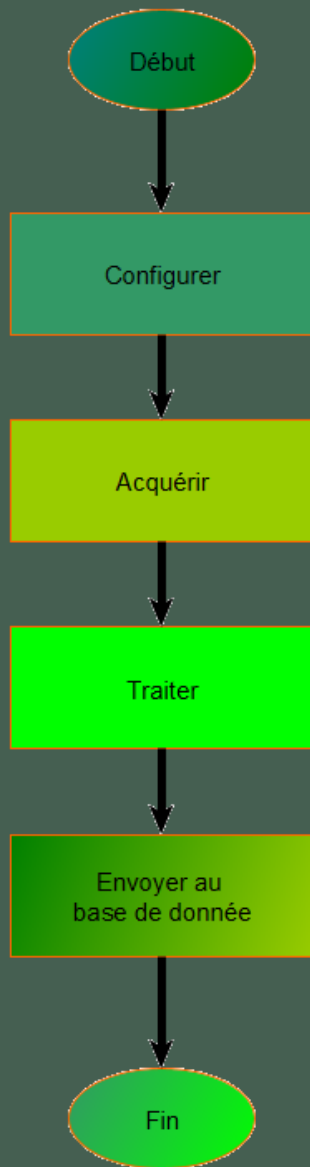 Début
Configurer
Acquérir
Traiter
Envoyer au
base de donnée
Fin